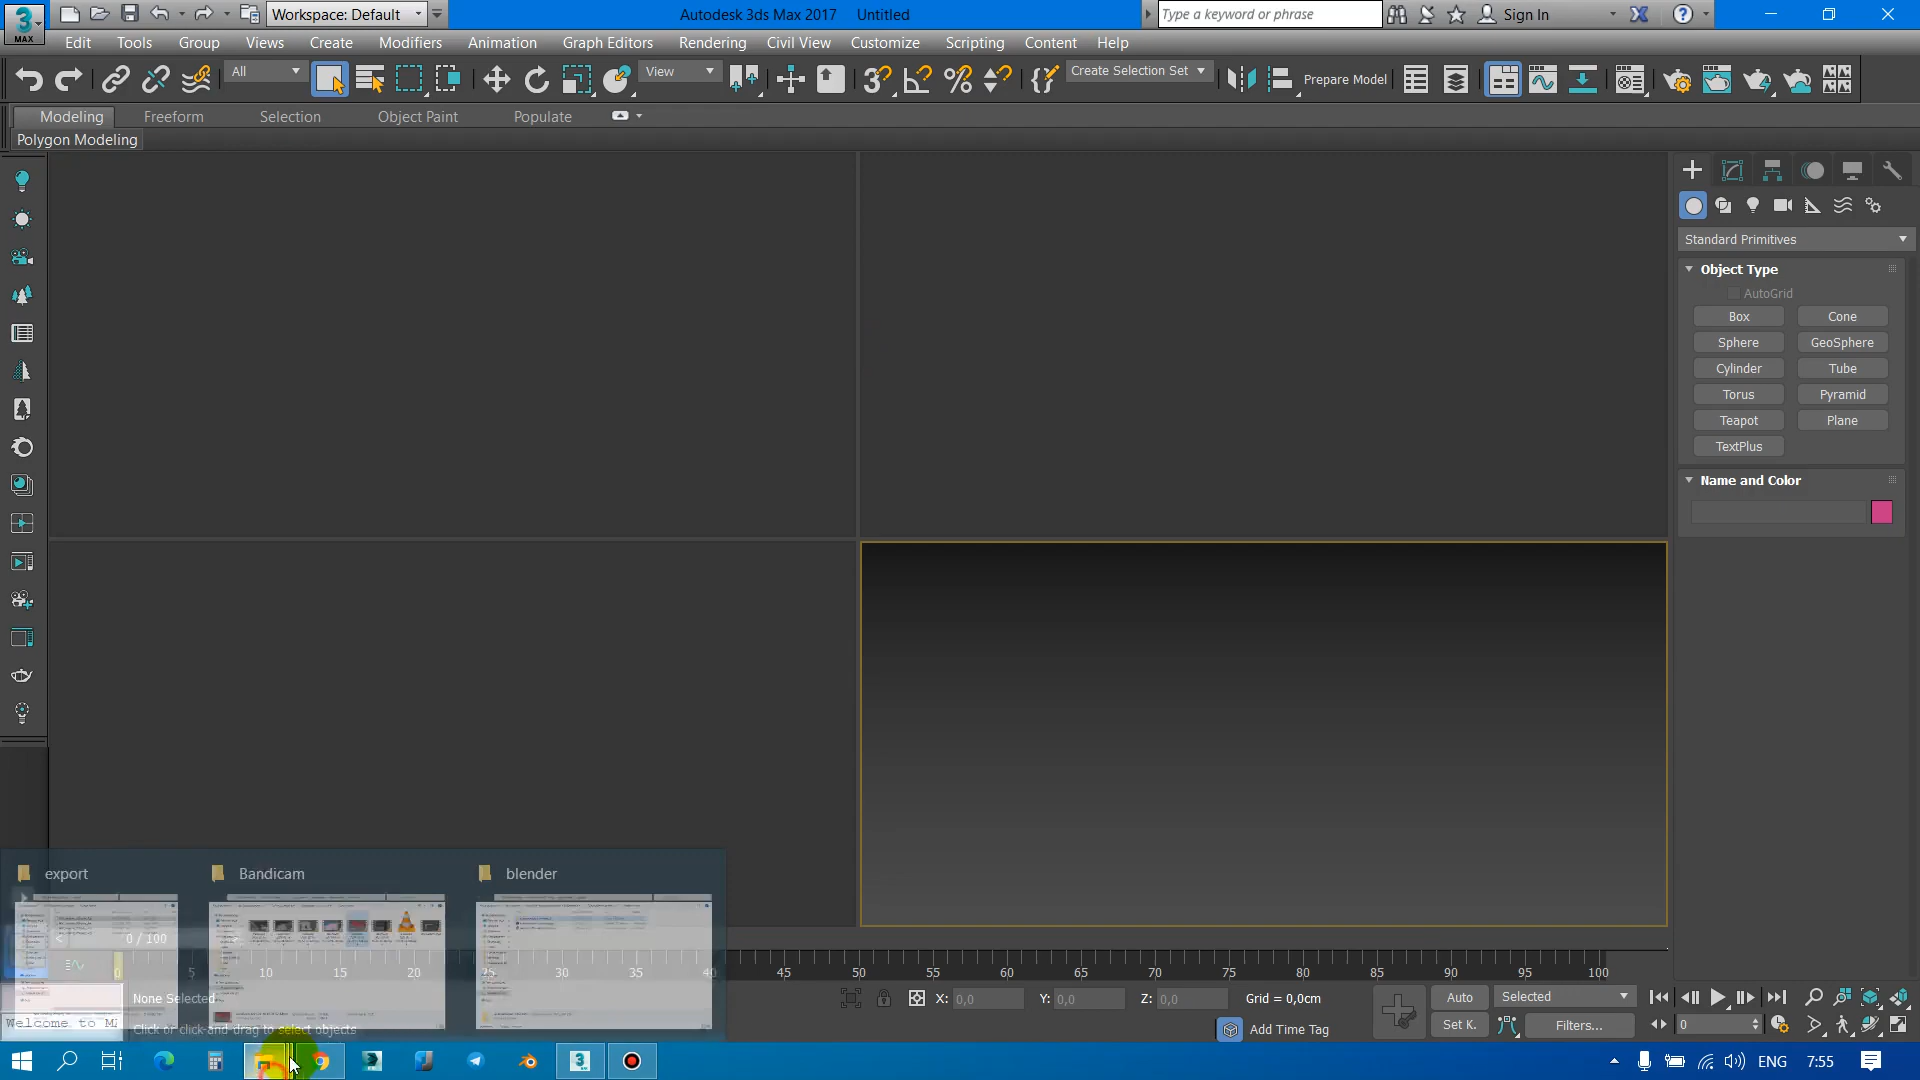 3
MAX
Workspace: Default
Autodesk 3ds Max 2017 Untitled
Type a keyword or phrase
Sign In
Edit Tools Group Views Create Modifiers Animation Graph Editors Rendering Civil View Customize Scripting Content Help
All
View
Create Selection Set
Prepare Model
Modeling Freeform Selection Object Paint Populate
Polygon Modeling
Standard Primitives
Object Type
AutoGrid
Box Cone
Sphere GeoSphere
Cylinder Tube
Torus Pyramid
Teapot Plane
TextPlus
Name and Color
export Bandicam blender
0 / 100
0 5 10 15 20 25 30 35 40 45 50 55 60 65 70 75 80 85 90 95 100
None Selected
X: 0,0 Y: 0,0 Z: 0,0 Grid = 0,0cm
Auto Selected
Welcome to M
Click or click-and-drag to select objects
Add Time Tag
Set K. Filters... 0
ENG 7:55